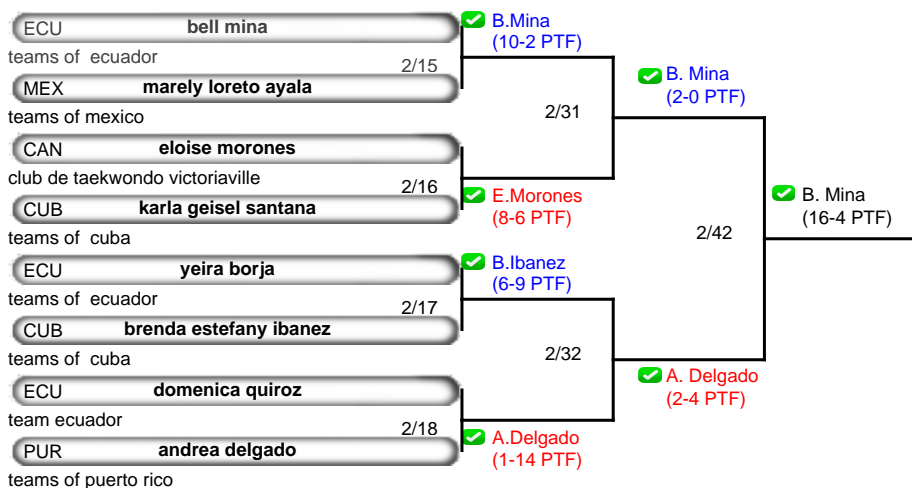 ECU bell mina
teams of ecuador
2/15
MEX marely loreto ayala
teams of mexico
B.Mina
(10-2 PTF)
CAN eloise morones
club de taekwondo victoriaville
2/16
CUB karla geisel santana
teams of cuba
E.Morones
(8-6 PTF)
2/31
B. Mina
(2-0 PTF)
ECU yeira borja
teams of ecuador
2/17
CUB brenda estefany ibanez
teams of cuba
B.Ibanez
(6-9 PTF)
ECU domenica quiroz
team ecuador
2/18
PUR andrea delgado
teams of puerto rico
A.Delgado
(1-14 PTF)
2/32
A. Delgado
(2-4 PTF)
2/42
B. Mina
(16-4 PTF)